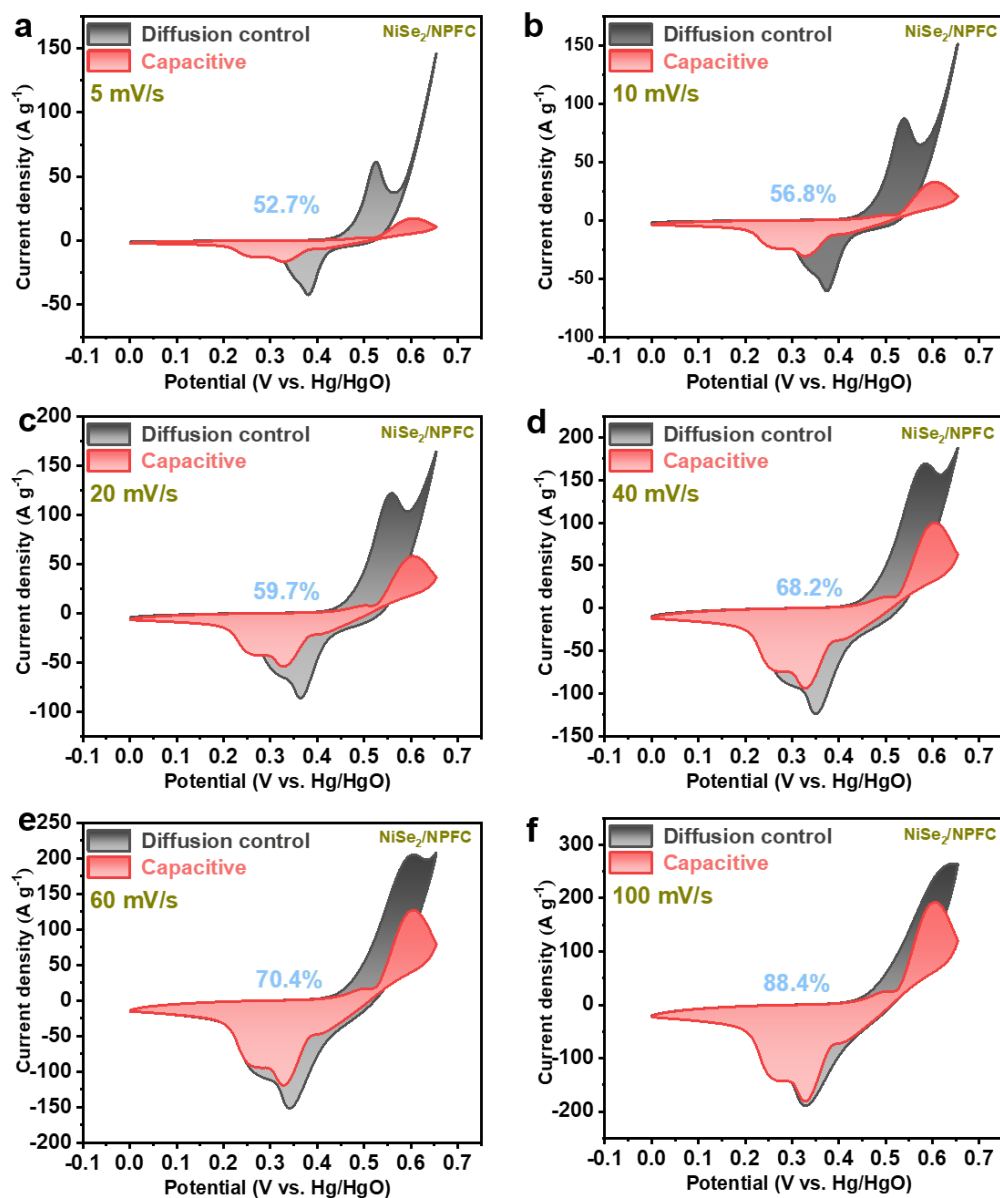 a
Diffusion control
NiSe₂/NPFC
Capacitive
5 mV/s
52.7%
150
100
50
0
-50
Current density (A g⁻¹)
-0.1 0.0 0.1 0.2 0.3 0.4 0.5 0.6 0.7
Potential (V vs. Hg/HgO)
b
Diffusion control
NiSe₂/NPFC
Capacitive
10 mV/s
56.8%
150
100
50
0
-50
-100
Current density (A g⁻¹)
-0.1 0.0 0.1 0.2 0.3 0.4 0.5 0.6 0.7
Potential (V vs. Hg/HgO)
c
Diffusion control
NiSe₂/NPFC
Capacitive
20 mV/s
59.7%
200
150
100
50
0
-50
-100
Current density (A g⁻¹)
-0.1 0.0 0.1 0.2 0.3 0.4 0.5 0.6 0.7
Potential (V vs. Hg/HgO)
d
Diffusion control
NiSe₂/NPFC
Capacitive
40 mV/s
68.2%
200
150
100
50
0
-50
-100
-150
Current density (A g⁻¹)
-0.1 0.0 0.1 0.2 0.3 0.4 0.5 0.6 0.7
Potential (V vs. Hg/HgO)
e
Diffusion control
NiSe₂/NPFC
Capacitive
60 mV/s
70.4%
250
200
150
100
50
0
-50
-100
-150
-200
Current density (A g⁻¹)
-0.1 0.0 0.1 0.2 0.3 0.4 0.5 0.6 0.7
Potential (V vs. Hg/HgO)
f
Diffusion control
NiSe₂/NPFC
Capacitive
100 mV/s
88.4%
300
200
100
0
-100
-200
Current density (A g⁻¹)
-0.1 0.0 0.1 0.2 0.3 0.4 0.5 0.6 0.7
Potential (V vs. Hg/HgO)